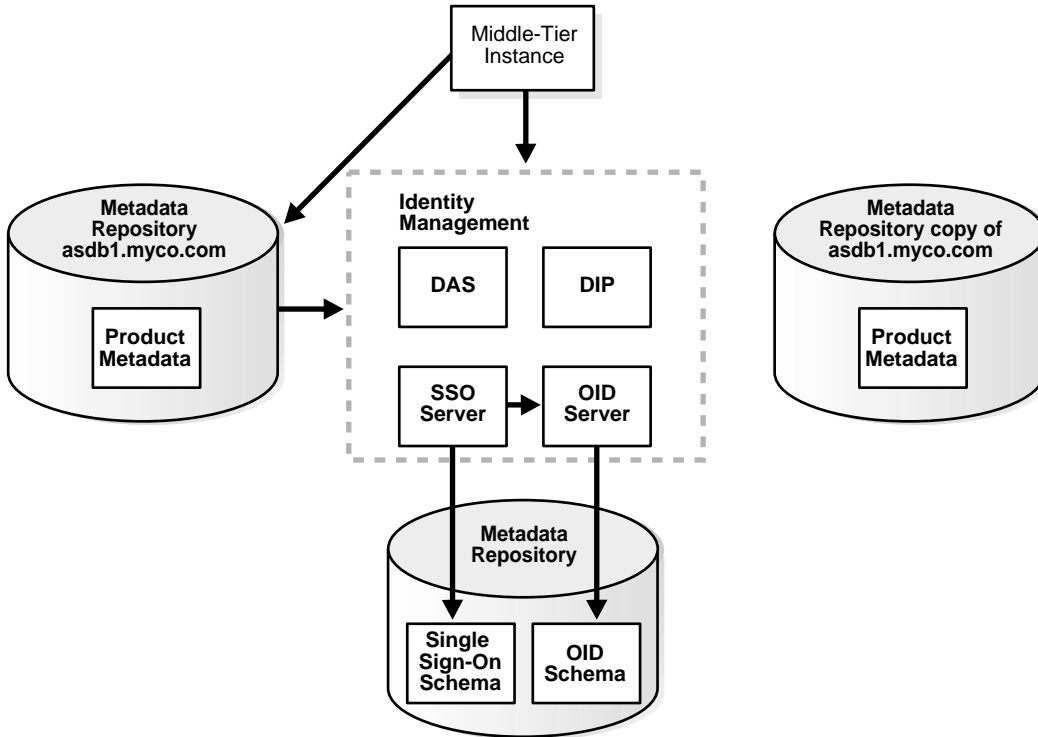 Middle-Tier
Instance
Metadata
Repository
asdb1.myco.com
Product
Metadata
Identity
Management
DAS
DIP
SSO
Server
OID
Server
Metadata
Repository copy of
asdb1.myco.com
Product
Metadata
Metadata
Repository
Single
Sign-On
Schema
OID
Schema